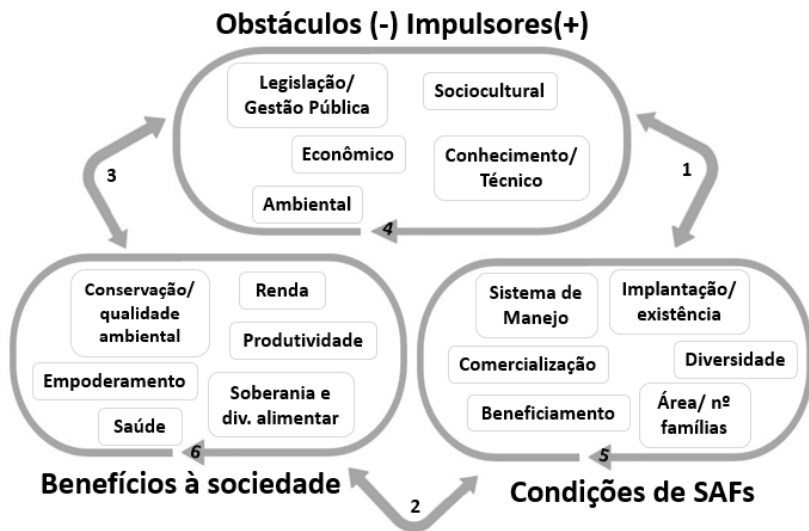 Obstáculos (-) Impulsores(+)
Legislação/
Gestão Pública
Sociocultural
Econômico
Conhecimento/
Técnico
Ambiental
3
1
4
Conservação/
qualidade
ambiental
Renda
Produtividade
Empoderamento
Soberania e
div. alimentar
Saúde
6
Benefícios à sociedade
Sistema de
Manejo
Implantação/
existência
Comercialização
Diversidade
Beneficiamento
Área/ nº
famílias
5
Condições de SAFs
2